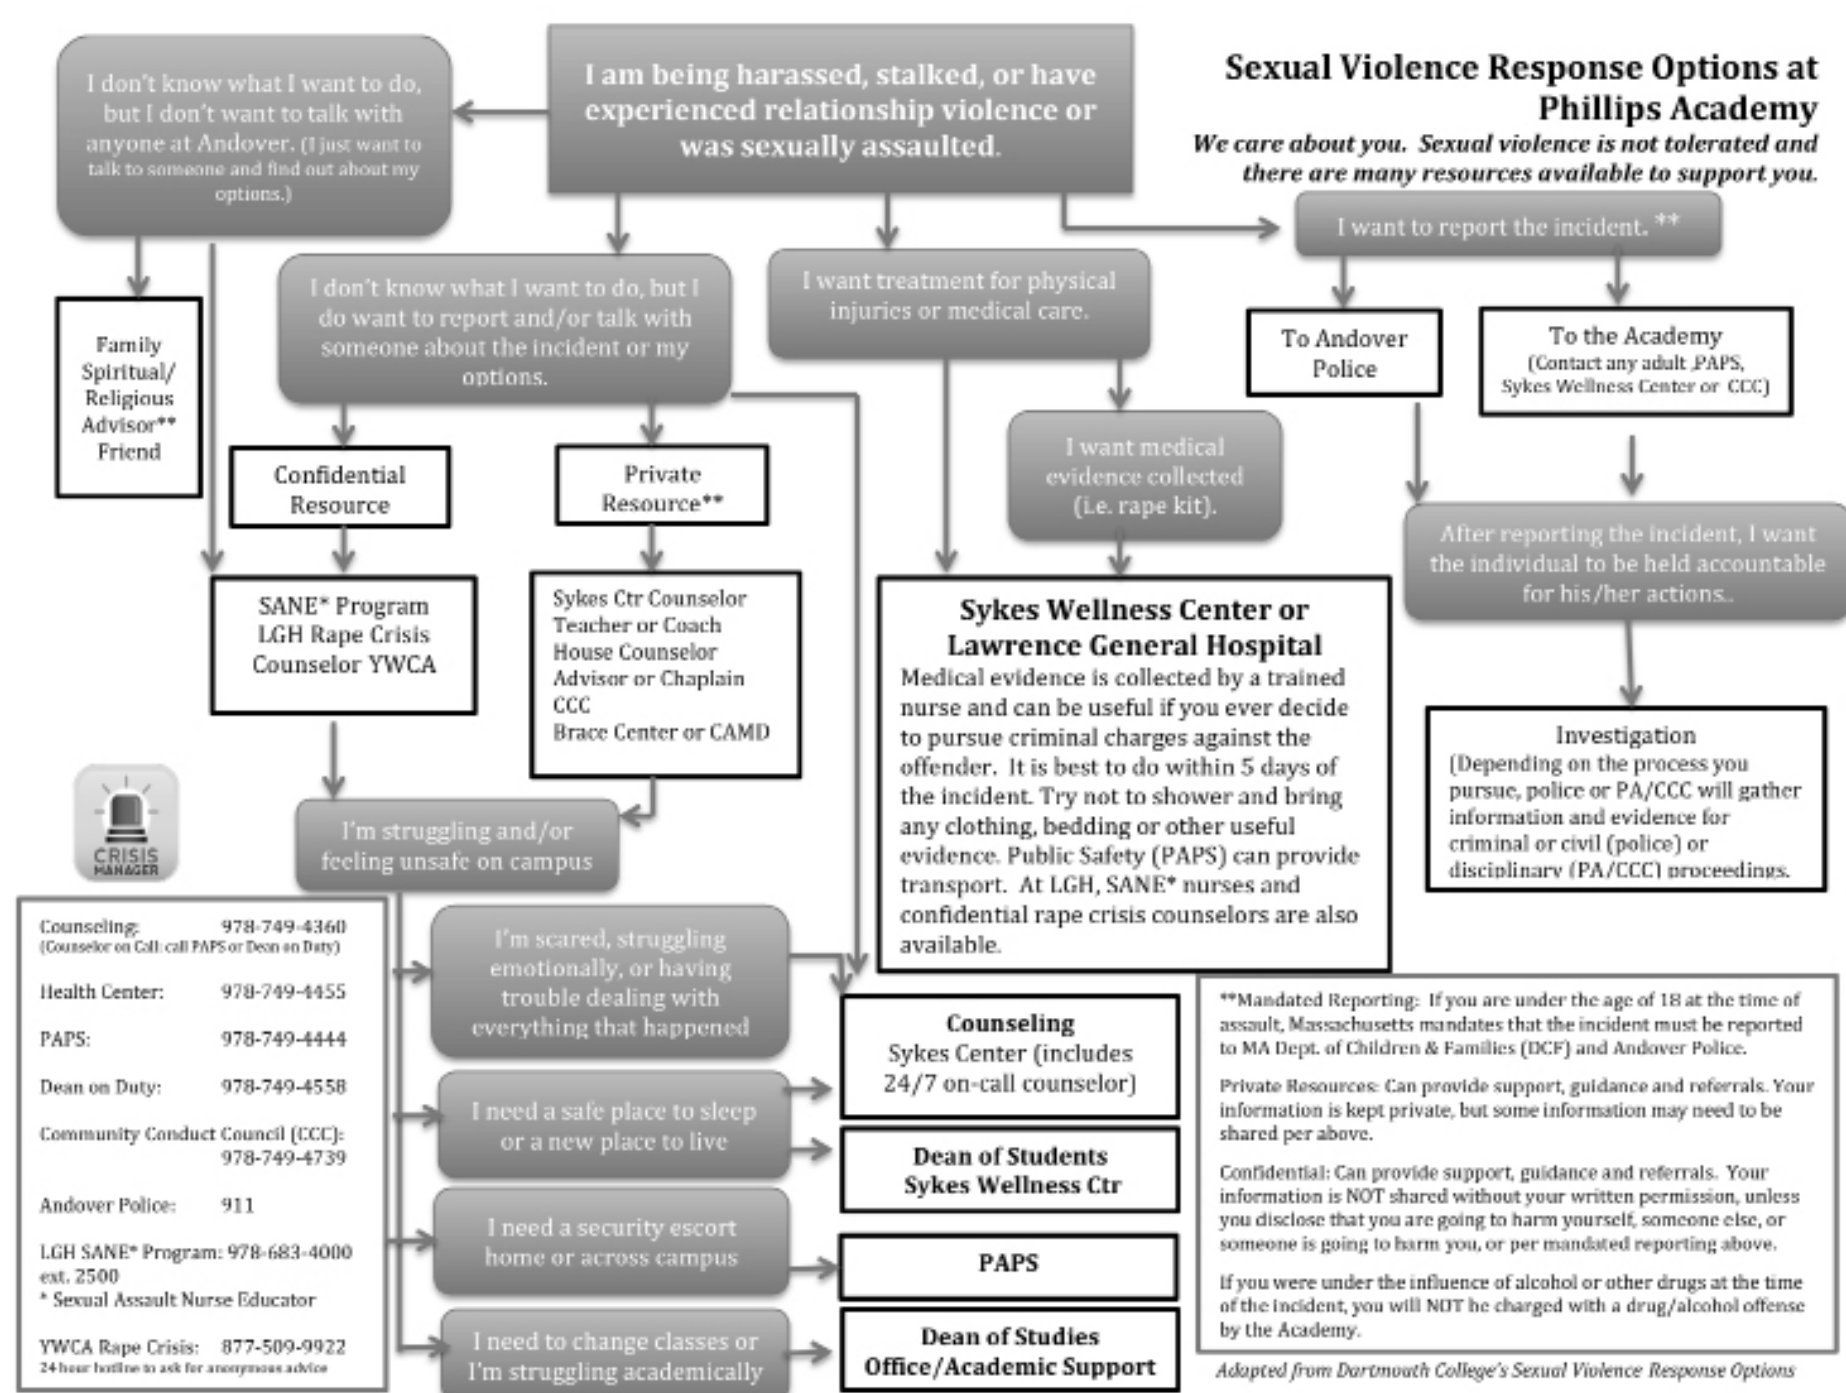 Sexual Violence Response Options at
Phillips Academy
We care about you. Sexual violence is not tolerated and
there are many resources available to support you.
I am being harassed, stalked, or have
experienced relationship violence or
was sexually assaulted.
I don't know what I want to do,
but I don't want to talk with
anyone at Andover. (I just want to
talk to someone and find out about my
options.)
Family
Spiritual/
Religious
Advisor**
Friend
I don't know what I want to do, but I
do want to report and/or talk with
someone about the incident or my
options.
Confidential
Resource
Private
Resource**
SANE* Program
LGH Rape Crisis
Counselor YWCA
Sykes Ctr Counselor
Teacher or Coach
House Counselor
Advisor or Chaplain
CCC
Brace Center or CAMD
I want treatment for physical
injuries or medical care.
I want medical
evidence collected
(i.e. rape kit).
Sykes Wellness Center or
Lawrence General Hospital
Medical evidence is collected by a trained
nurse and can be useful if you ever decide
to pursue criminal charges against the
offender. It is best to do within 5 days of
the incident. Try not to shower and bring
any clothing, bedding or other useful
evidence. Public Safety (PAPS) can provide
transport. At LGH, SANE* nurses and
confidential rape crisis counselors are also
available.
I want to report the incident. **
To Andover
Police
To the Academy
(Contact any adult ,PAPS,
Sykes Wellness Center or CCC)
After reporting the incident, I want
the individual to be held accountable
for his/her actions..
Investigation
(Depending on the process you
pursue, police or PA/CCC will gather
information and evidence for
criminal or civil (police) or
disciplinary (PA/CCC) proceedings.
I'm struggling and/or
feeling unsafe on campus
CRISIS
MANAGER
Counseling: 978-749-4360
(Counselor on Call: call PAPS or Dean on Duty)
Health Center: 978-749-4455
PAPS: 978-749-4444
Dean on Duty: 978-749-4558
Community Conduct Council (CCC):
978-749-4739
Andover Police: 911
LGH SANE* Program: 978-683-4000
ext. 2500
* Sexual Assault Nurse Educator
YWCA Rape Crisis: 877-509-9922
24 hour hotline to ask for anonymous advice
I'm scared, struggling
emotionally, or having
trouble dealing with
everything that happened
I need a safe place to sleep
or a new place to live
I need a security escort
home or across campus
I need to change classes or
I'm struggling academically
Counseling
Sykes Center (includes
24/7 on-call counselor)
Dean of Students
Sykes Wellness Ctr
PAPS
Dean of Studies
Office/Academic Support
**Mandated Reporting: If you are under the age of 18 at the time of
assault, Massachusetts mandates that the incident must be reported
to MA Dept. of Children & Families (DCF) and Andover Police.
Private Resources: Can provide support, guidance and referrals. Your
information is kept private, but some information may need to be
shared per above.
Confidential: Can provide support, guidance and referrals. Your
information is NOT shared without your written permission, unless
you disclose that you are going to harm yourself, someone else, or
someone is going to harm you, or per mandated reporting above.
If you were under the influence of alcohol or other drugs at the time
of the incident, you will NOT be charged with a drug/alcohol offense
by the Academy.
Adapted from Dartmouth College's Sexual Violence Response Options